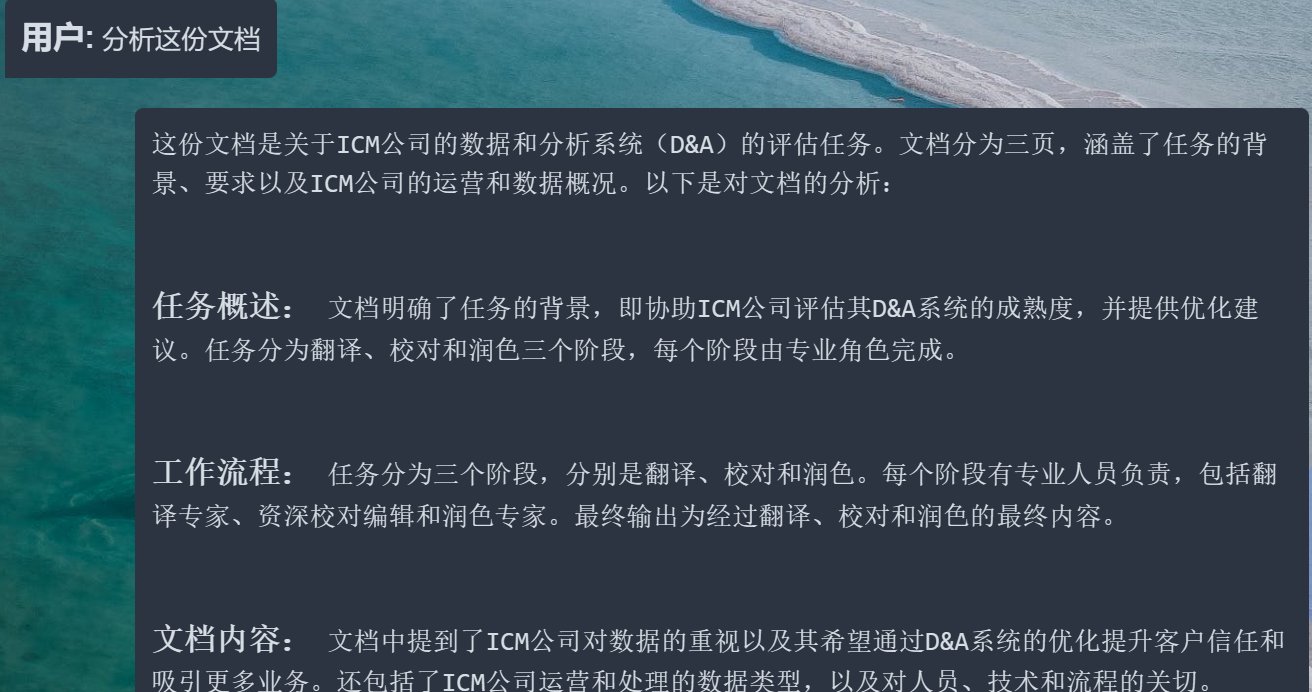 用户: 分析这份文档
这份文档是关于ICM公司的数据和分析系统（D&A）的评估任务。文档分为三页，涵盖了任务的背
景、要求以及ICM公司的运营和数据概况。以下是对文档的分析：
任务概述： 文档明确了任务的背景，即协助ICM公司评估其D&A系统的成熟度，并提供优化建
议。任务分为翻译、校对和润色三个阶段，每个阶段由专业角色完成。
工作流程： 任务分为三个阶段，分别是翻译、校对和润色。每个阶段有专业人员负责，包括翻
译专家、资深校对编辑和润色专家。最终输出为经过翻译、校对和润色的最终内容。
文档内容： 文档中提到了ICM公司对数据的重视以及其希望通过D&A系统的优化提升客户信任和
吸引更多业务。还包括了ICM公司运营和处理的数据类型，以及对人员、技术和流程的关切。